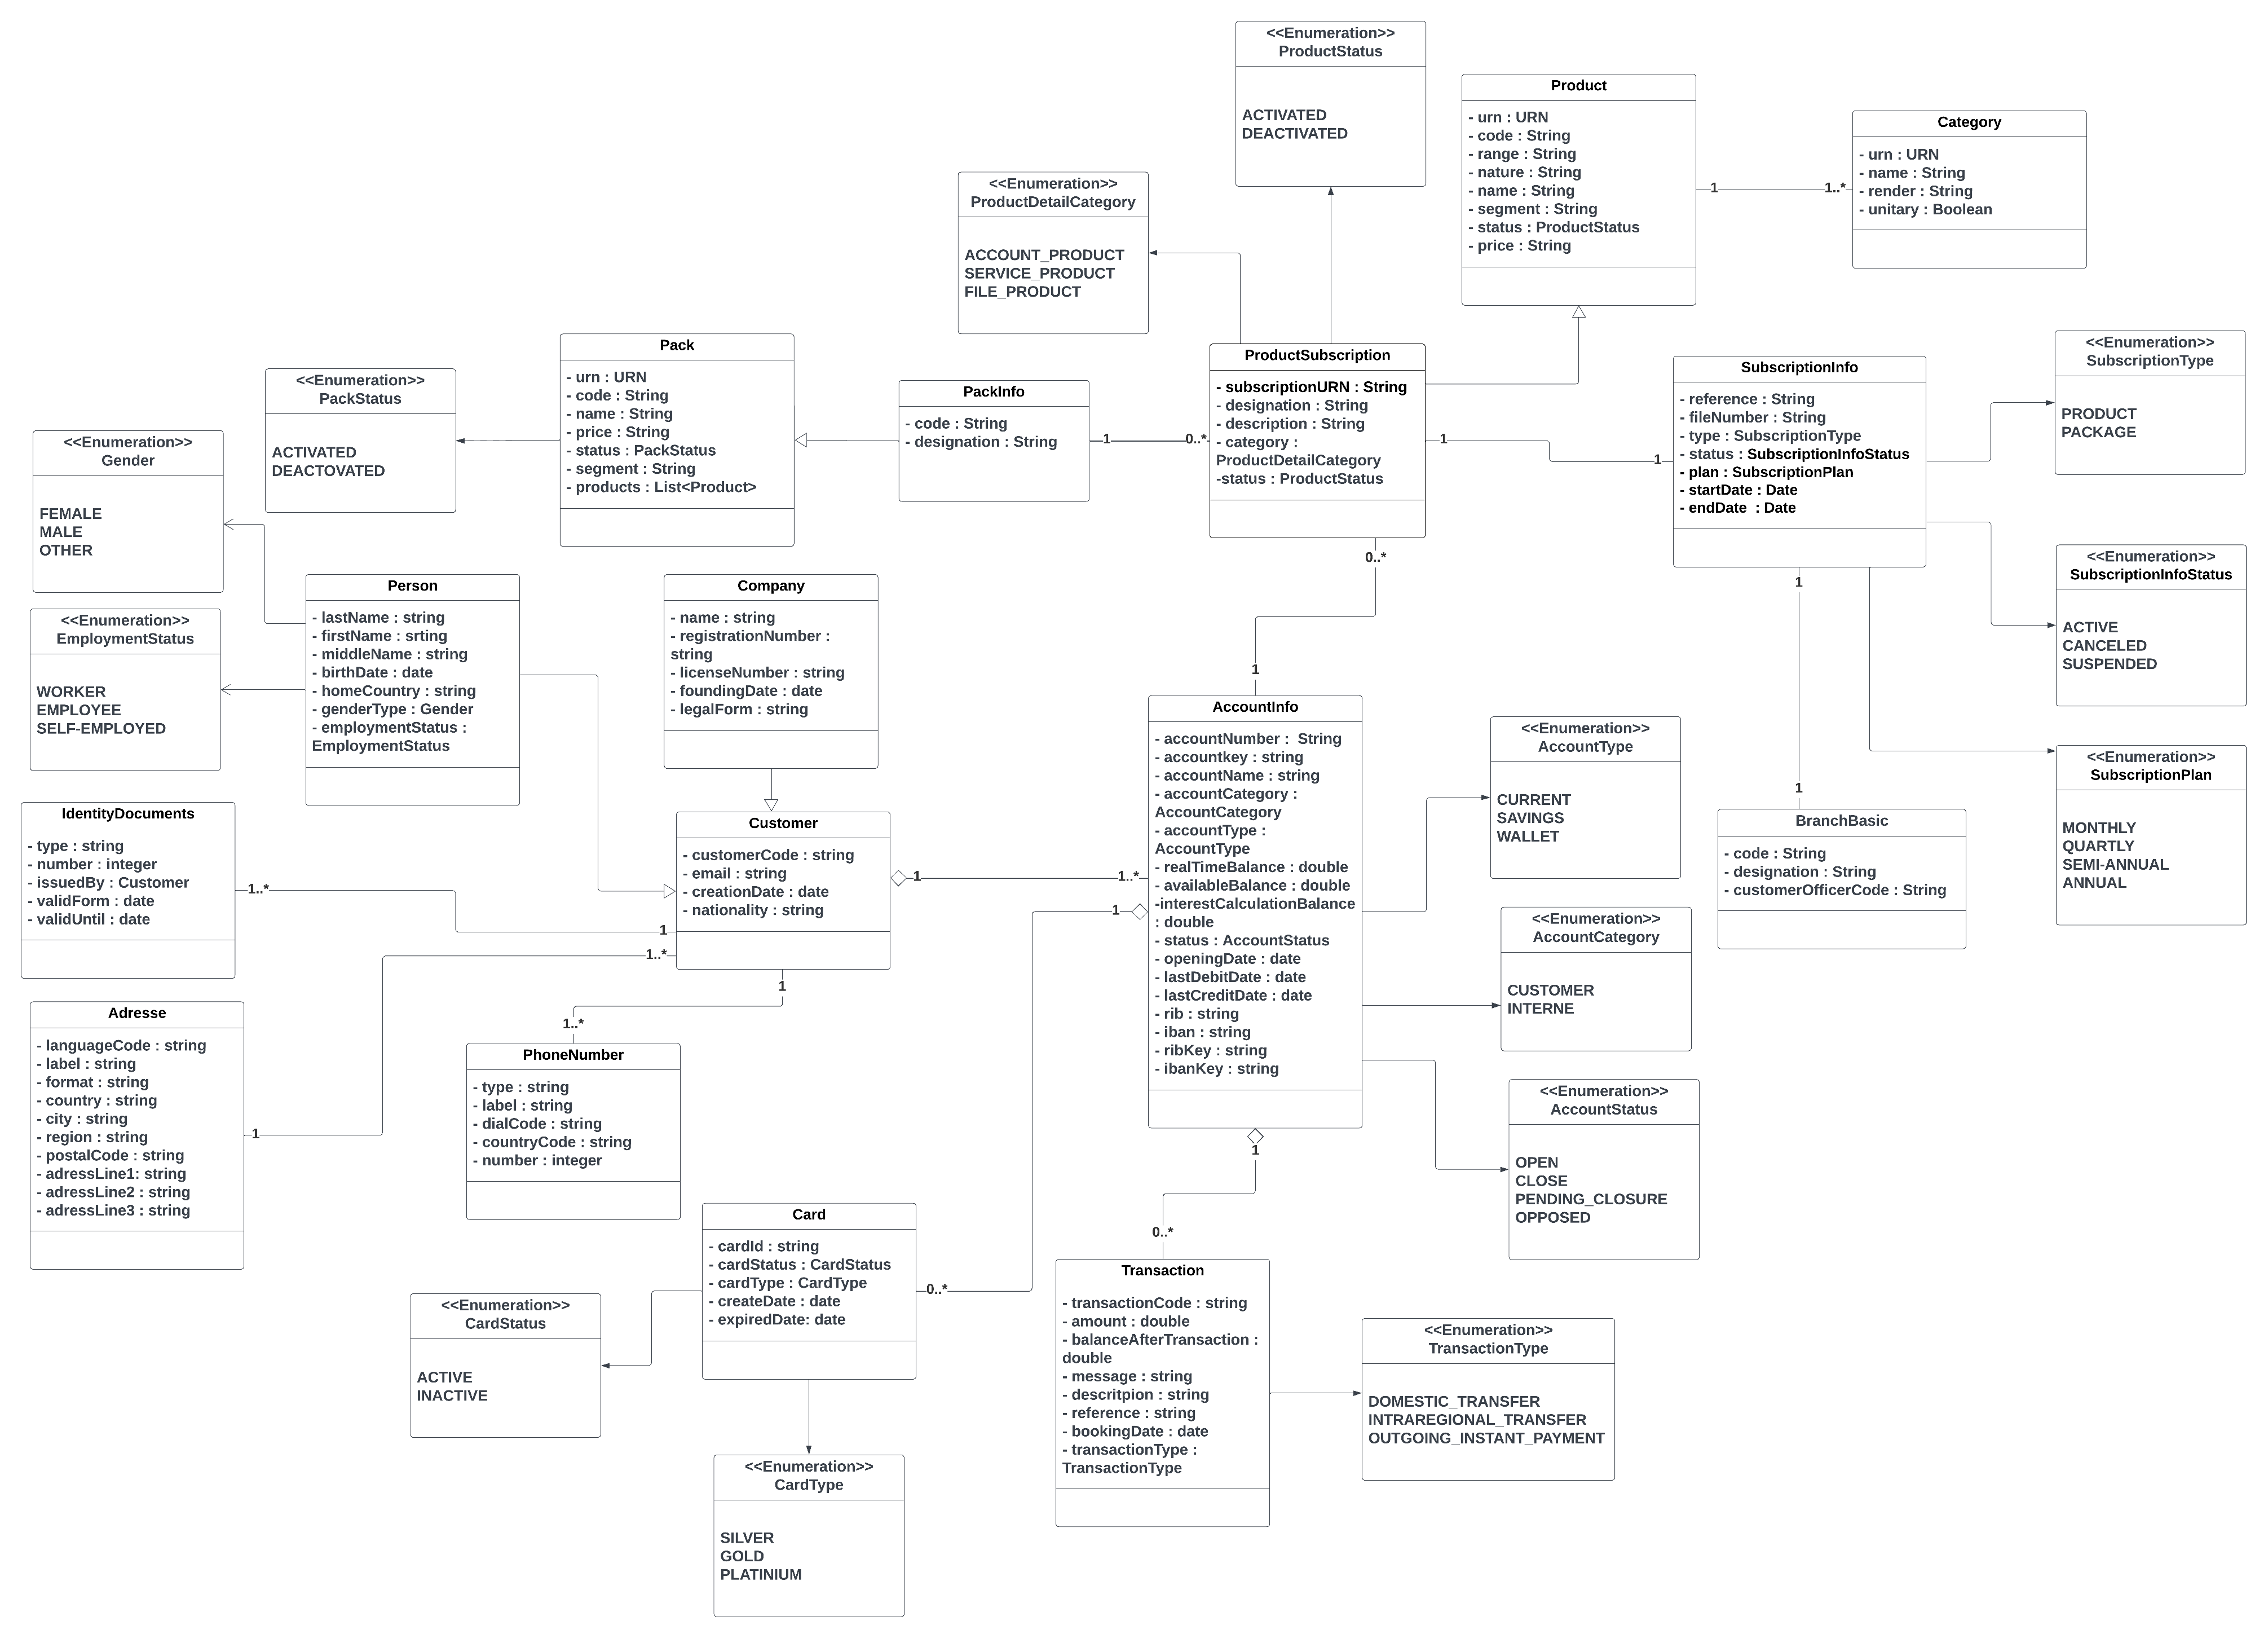 <<Enumeration>>
ProductStatus
ACTIVATED
DEACTIVATED
Product
- urn : URN
- code : String
- range : String
- nature : String
- name : String
- segment : String
- status : ProductStatus
- price : String
Category
- urn : URN
- name : String
- render : String
- unitary : Boolean
1
1..*
<<Enumeration>>
ProductDetailCategory
ACCOUNT_PRODUCT
SERVICE_PRODUCT
FILE_PRODUCT
<<Enumeration>>
PackStatus
ACTIVATED
DEACTOVATED
Pack
- urn : URN
- code : String
- name : String
- price : String
- status : PackStatus
- segment : String
- products : List<Product>
PackInfo
- code : String
- designation : String
1
0..*
ProductSubscription
- subscriptionURN : String
- designation : String
- description : String
- category :
ProductDetailCategory
-status : ProductStatus
1
1
0..*
1
SubscriptionInfo
- reference : String
- fileNumber : String
- type : SubscriptionType
- status : SubscriptionInfoStatus
- plan : SubscriptionPlan
- startDate : Date
- endDate  : Date
1
1
<<Enumeration>>
SubscriptionType
PRODUCT
PACKAGE
<<Enumeration>>
SubscriptionInfoStatus
ACTIVE
CANCELED
SUSPENDED
<<Enumeration>>
SubscriptionPlan
MONTHLY
QUARTLY
SEMI-ANNUAL
ANNUAL
BranchBasic
- code : String
- designation : String
- customerOfficerCode : String
<<Enumeration>>
Gender
FEMALE
MALE
OTHER
<<Enumeration>>
EmploymentStatus
WORKER
EMPLOYEE
SELF-EMPLOYED
Person
- lastName : string
- firstName : srting
- middleName : string
- birthDate : date
- homeCountry : string
- genderType : Gender
- employmentStatus :
EmploymentStatus
Company
- name : string
- registrationNumber :
string
- licenseNumber : string
- foundingDate : date
- legalForm : string
IdentityDocuments
- type : string
- number : integer
- issuedBy : Customer
- validForm : date
- validUntil : date
1..*
1
Customer
- customerCode : string
- email : string
- creationDate : date
- nationality : string
1
1..*
1..*
1
1
1..*
Adresse
- languageCode : string
- label : string
- format : string
- country : string
- city : string
- region : string
- postalCode : string
- adressLine1: string
- adressLine2 : string
- adressLine3 : string
PhoneNumber
- type : string
- label : string
- dialCode : string
- countryCode : string
- number : integer
AccountInfo
- accountNumber :  String
- accountkey : string
- accountName : string
- accountCategory :
AccountCategory
- accountType :
AccountType
- realTimeBalance : double
- availableBalance : double
-interestCalculationBalance
: double
- status : AccountStatus
- openingDate : date
- lastDebitDate : date
- lastCreditDate : date
- rib : string
- iban : string
- ribKey : string
- ibanKey : string
1
0..*
1
0..*
<<Enumeration>>
AccountType
CURRENT
SAVINGS
WALLET
<<Enumeration>>
AccountCategory
CUSTOMER
INTERNE
<<Enumeration>>
AccountStatus
OPEN
CLOSE
PENDING_CLOSURE
OPPOSED
Card
- cardId : string
- cardStatus : CardStatus
- cardType : CardType
- createDate : date
- expiredDate: date
<<Enumeration>>
CardStatus
ACTIVE
INACTIVE
<<Enumeration>>
CardType
SILVER
GOLD
PLATINIUM
Transaction
- transactionCode : string
- amount : double
- balanceAfterTransaction :
double
- message : string
- descritpion : string
- reference : string
- bookingDate : date
- transactionType :
TransactionType
<<Enumeration>>
TransactionType
DOMESTIC_TRANSFER
INTRAREGIONAL_TRANSFER
OUTGOING_INSTANT_PAYMENT